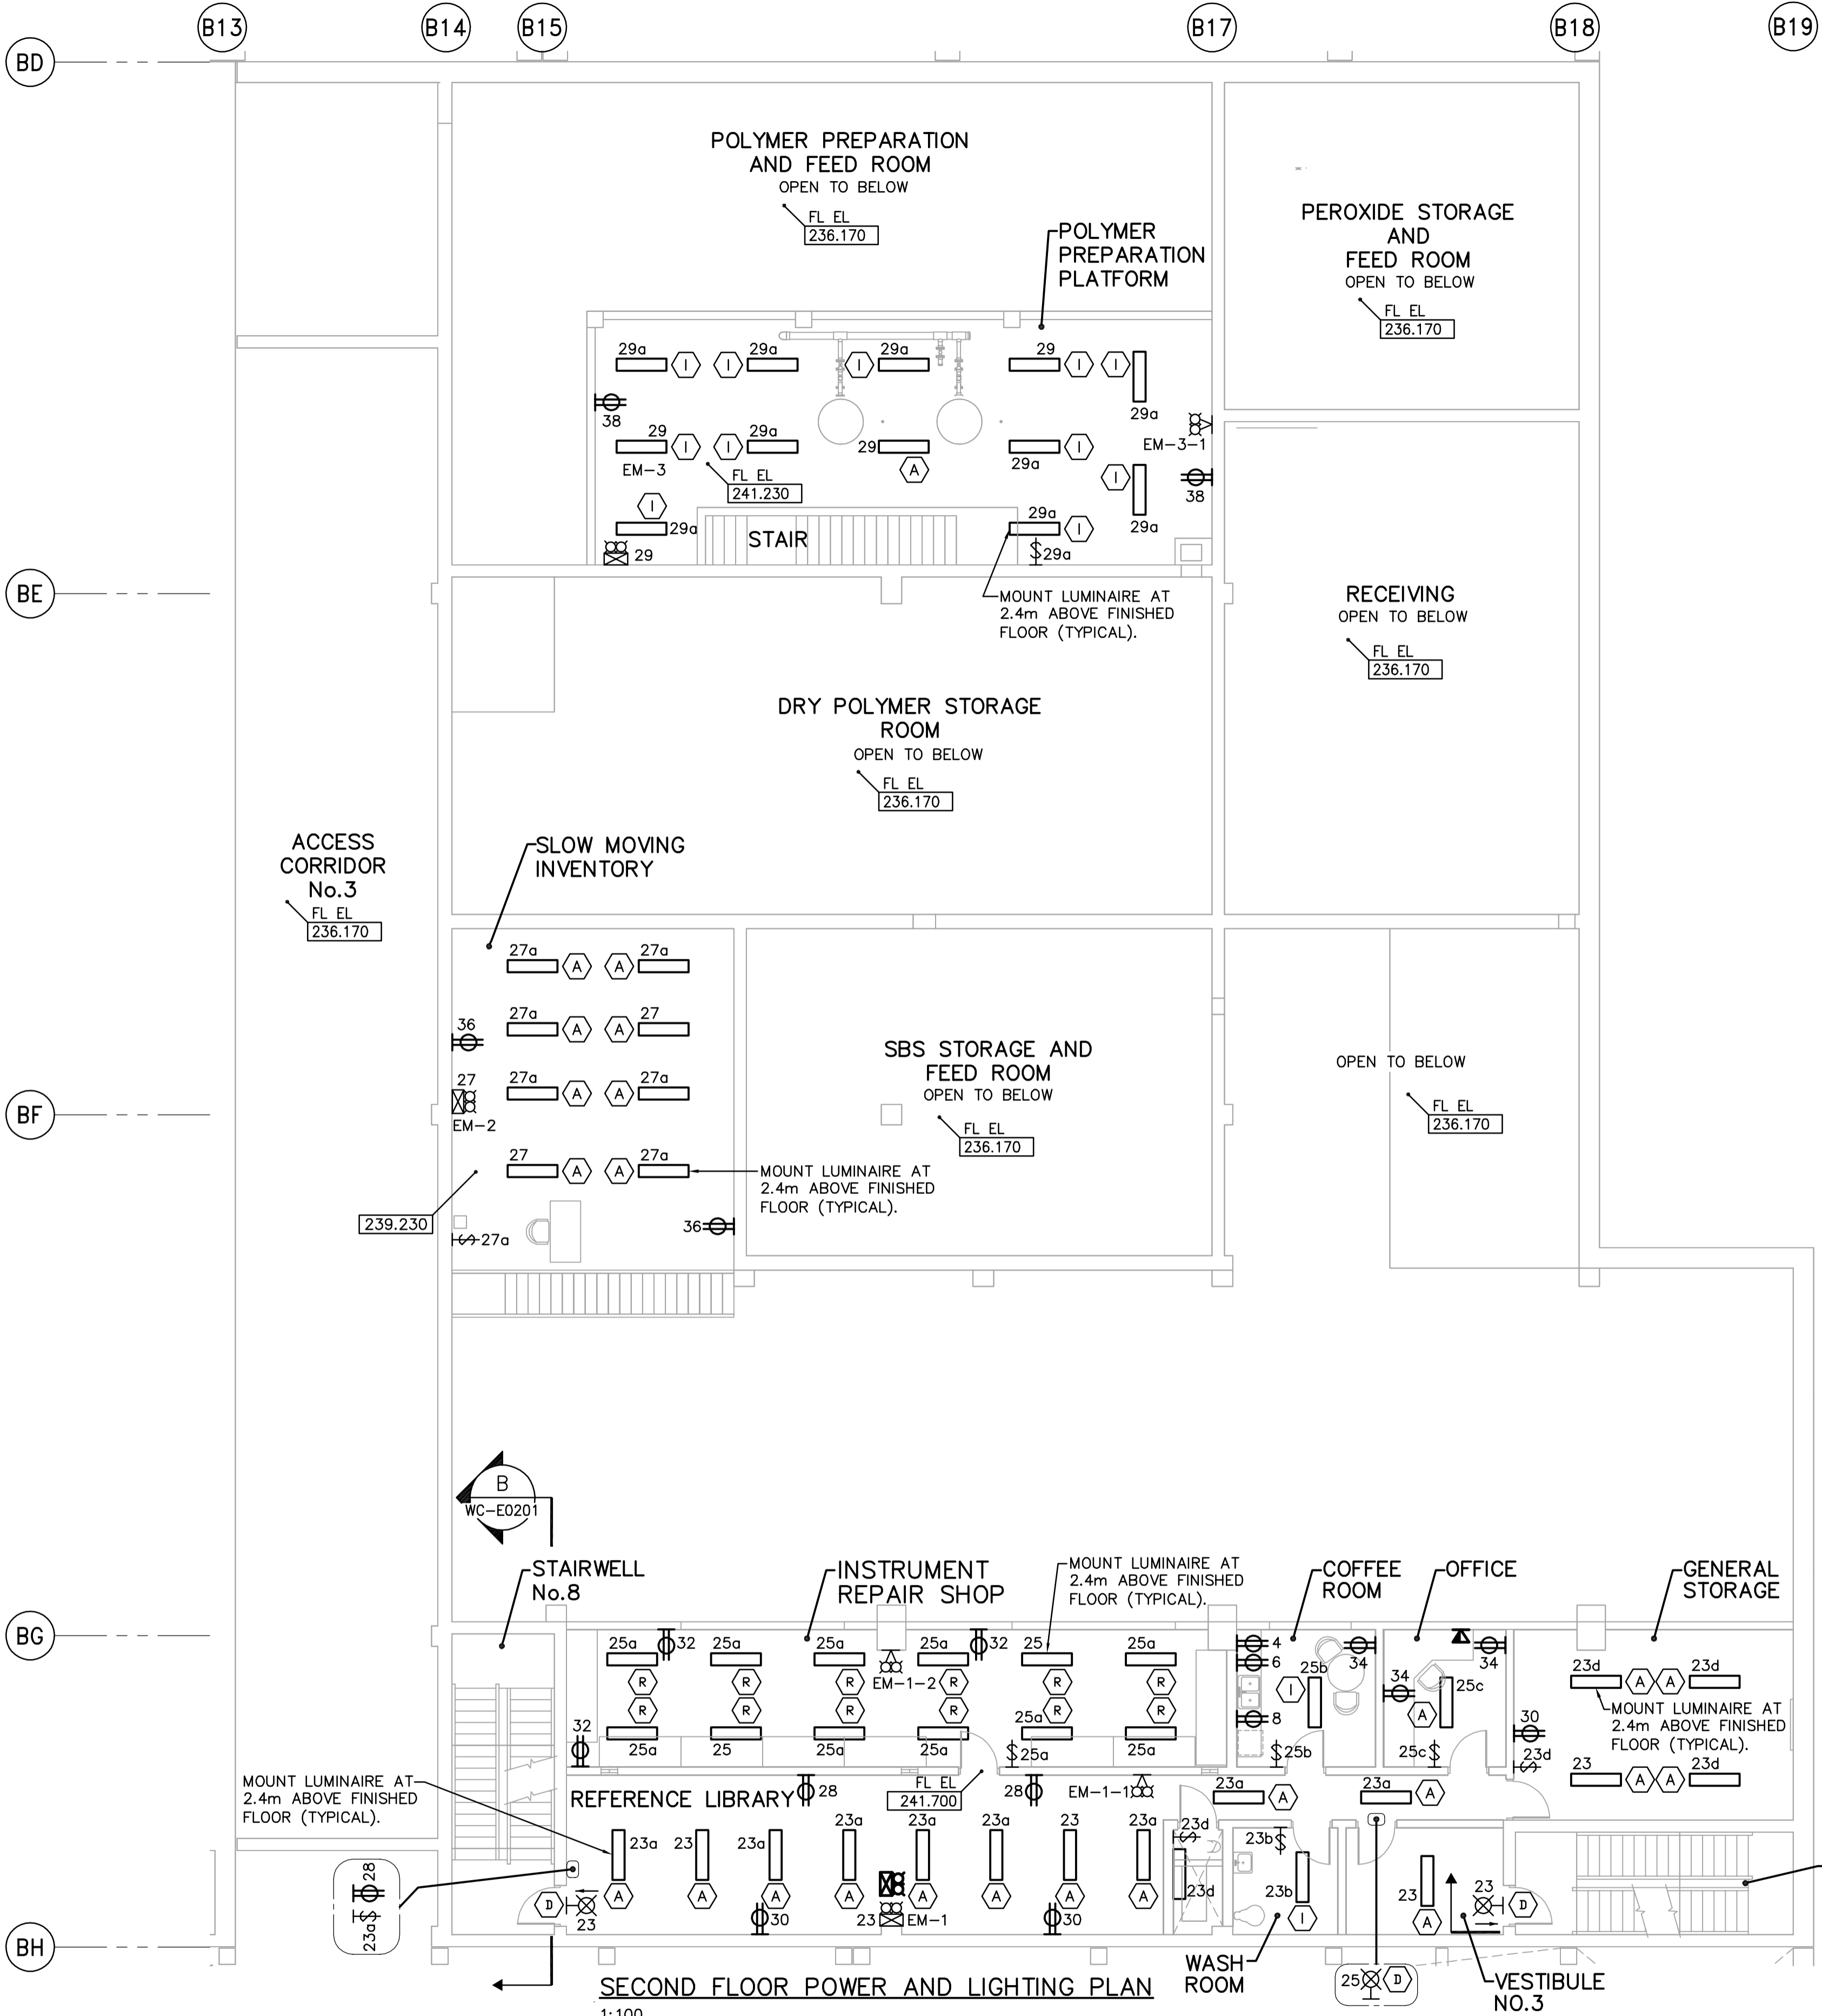 B13
B14
B15
B17
B18
B19
BD
POLYMER PREPARATION
AND FEED ROOM
OPEN TO BELOW
FL EL
236.170
PEROXIDE STORAGE
AND
FEED ROOM
OPEN TO BELOW
FL EL
236.170
POLYMER
PREPARATION
PLATFORM
29a I I 29a I 29a 29 I I
29a
38
EM-3-1
29 I I 29a 29 A 29a I I
EM-3
FL EL
241.230
38
29a
I
29a
STAIR
29a I
29
$ 29a
BE
MOUNT LUMINAIRE AT
2.4m ABOVE FINISHED
FLOOR (TYPICAL).
RECEIVING
OPEN TO BELOW
FL EL
236.170
DRY POLYMER STORAGE
ROOM
OPEN TO BELOW
FL EL
236.170
ACCESS
CORRIDOR
No.3
FL EL
236.170
SLOW MOVING
INVENTORY
27a A A 27a
27a A A 27
36
27a A A 27a
27
EM-2
27 A A 27a
BF
MOUNT LUMINAIRE AT
2.4m ABOVE FINISHED
FLOOR (TYPICAL).
239.230
$ 27a
36
SBS STORAGE AND
FEED ROOM
OPEN TO BELOW
FL EL
236.170
OPEN TO BELOW
FL EL
236.170
B
WC-E0201
STAIRWELL
No.8
INSTRUMENT
REPAIR SHOP
MOUNT LUMINAIRE AT
2.4m ABOVE FINISHED
FLOOR (TYPICAL).
COFFEE
ROOM
OFFICE
GENERAL
STORAGE
BG
25a 32 25a 25a 25a 32 25 25a
R R R R R R
EM-1-2
R R R R R R
25a 25 25a 25a 25a 25a
32
$ 25a
4
6
8
25b
I
34
$ 25b
34
34
25c
A
25c $
23d A A 23d
MOUNT LUMINAIRE AT
2.4m ABOVE FINISHED
FLOOR (TYPICAL).
30
23d
$
23 A A 23d
MOUNT LUMINAIRE AT
2.4m ABOVE FINISHED
FLOOR (TYPICAL).
REFERENCE LIBRARY
28
FL EL
241.700
28
EM-1-1
23a A
23a A
23a 23 23a 23a 23a 23a 23 23a
A A A A A A A A
23d
$
23d
23b $
23b
I
23
A
23
D
28
23a $
D
23
30
23
EM-1
30
BH
SECOND FLOOR POWER AND LIGHTING PLAN
1:100
WASH
ROOM
25 D
VESTIBULE
NO.3